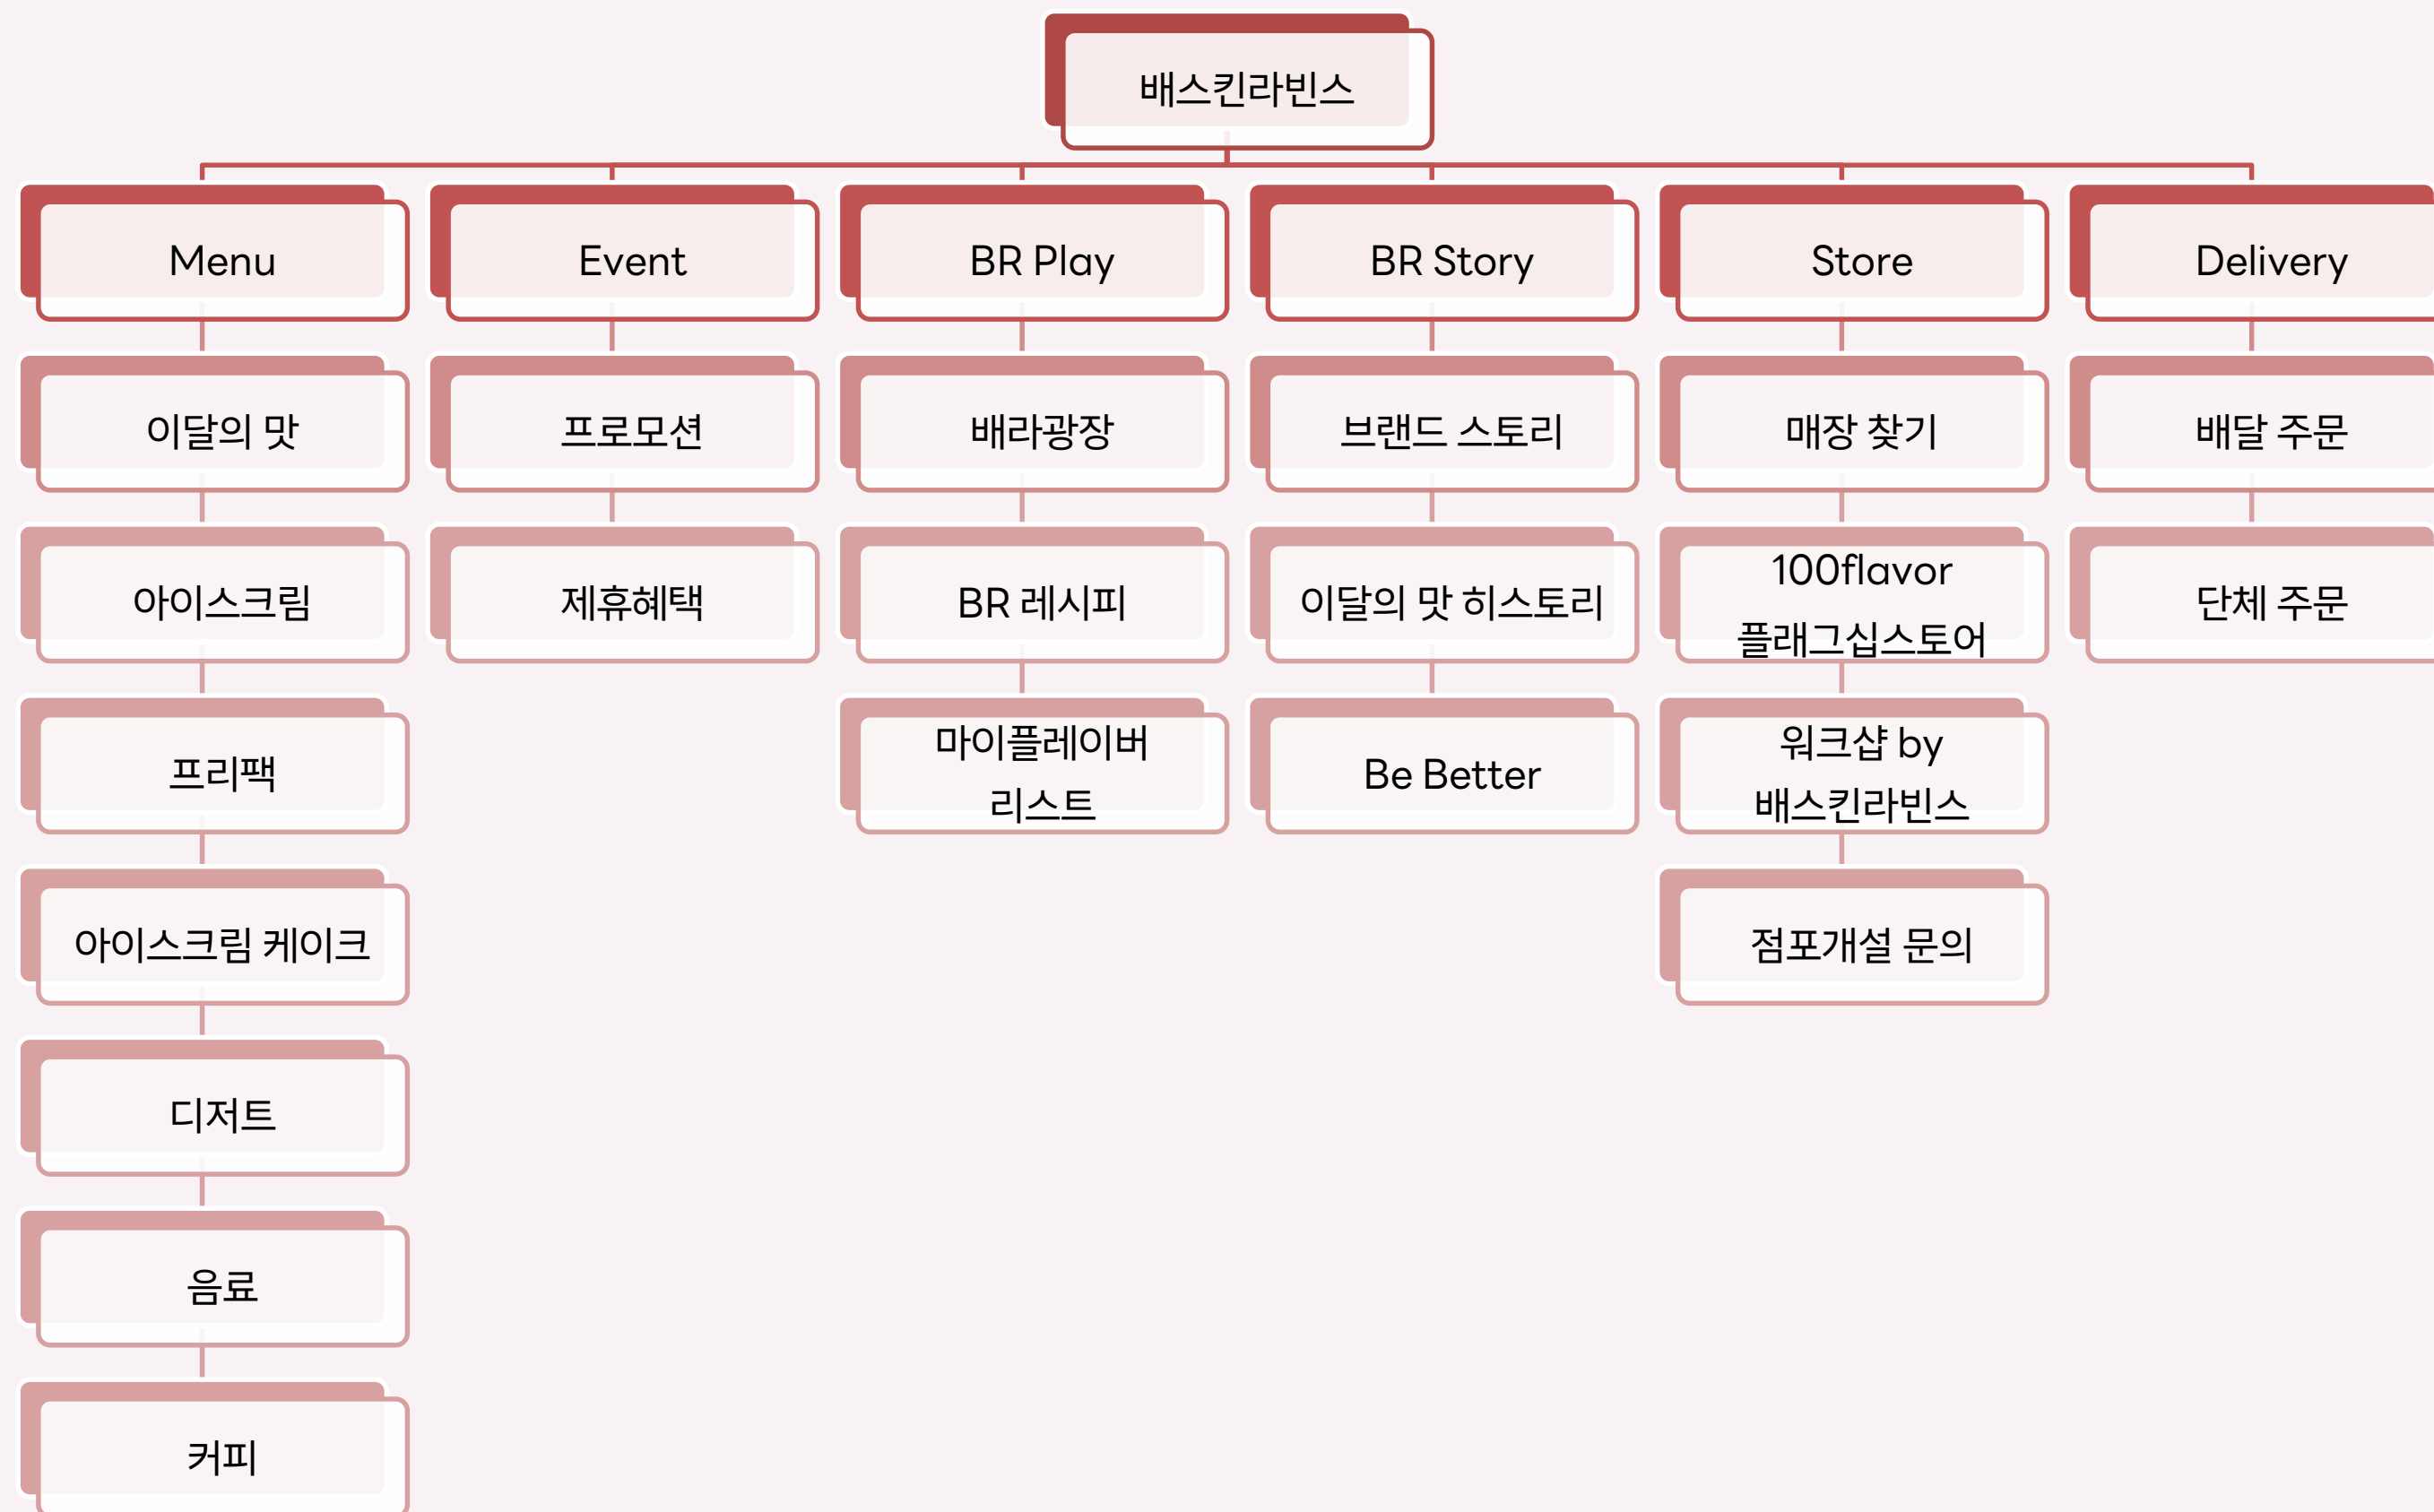 배스킨라빈스
Menu
Event
BR Play
BR Story
Store
Delivery
이달의 맛
프로모션
배라광장
브랜드 스토리
매장 찾기
배달 주문
아이스크림
제휴혜택
BR 레시피
이달의 맛 히스토리
100flavor
플래그십스토어
단체 주문
프리팩
마이플레이버
리스트
Be Better
워크샵 by
배스킨라빈스
아이스크림 케이크
점포개설 문의
디저트
음료
커피